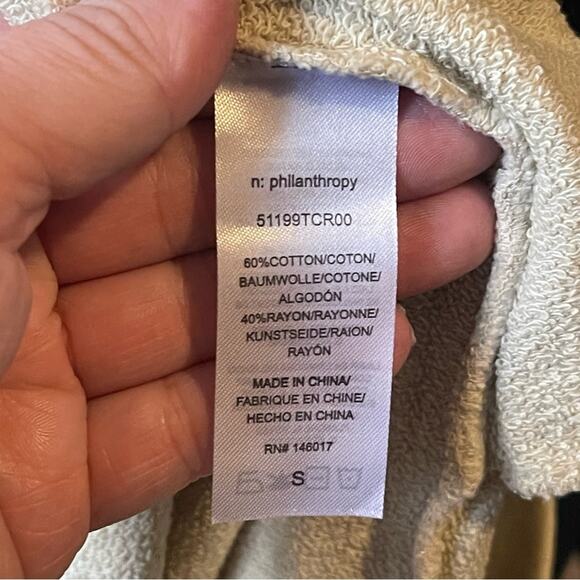 n: philanthropy
51199TCR00
60%COTTON/COTON/
BAUMWOLLE/COTONE/
ALGODÓN
40%RAYON/RAYONNE/
KUNSTSEIDE/RAION/
RAYÓN
MADE IN CHINA/
FABRIQUE EN CHINE/
HECHO EN CHINA
RN# 146017
S